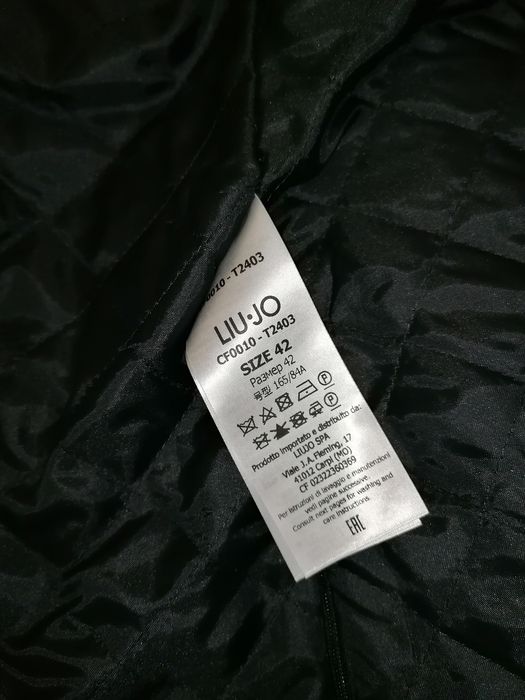 0010 - T2403
LIU·JO
CF0010 - T2403
SIZE 42
Размер 42
号型 165/84A
P
P
Prodotto importato e distribuito da:
LIUJO SPA
Viale J.A. Fleming, 17
41012 Carpi (MO)
CF 02322360369
Per istruzioni di lavaggio e manutenzioni
vedi pagine successive.
Consult next pages for washing and
care instructions.
EAC